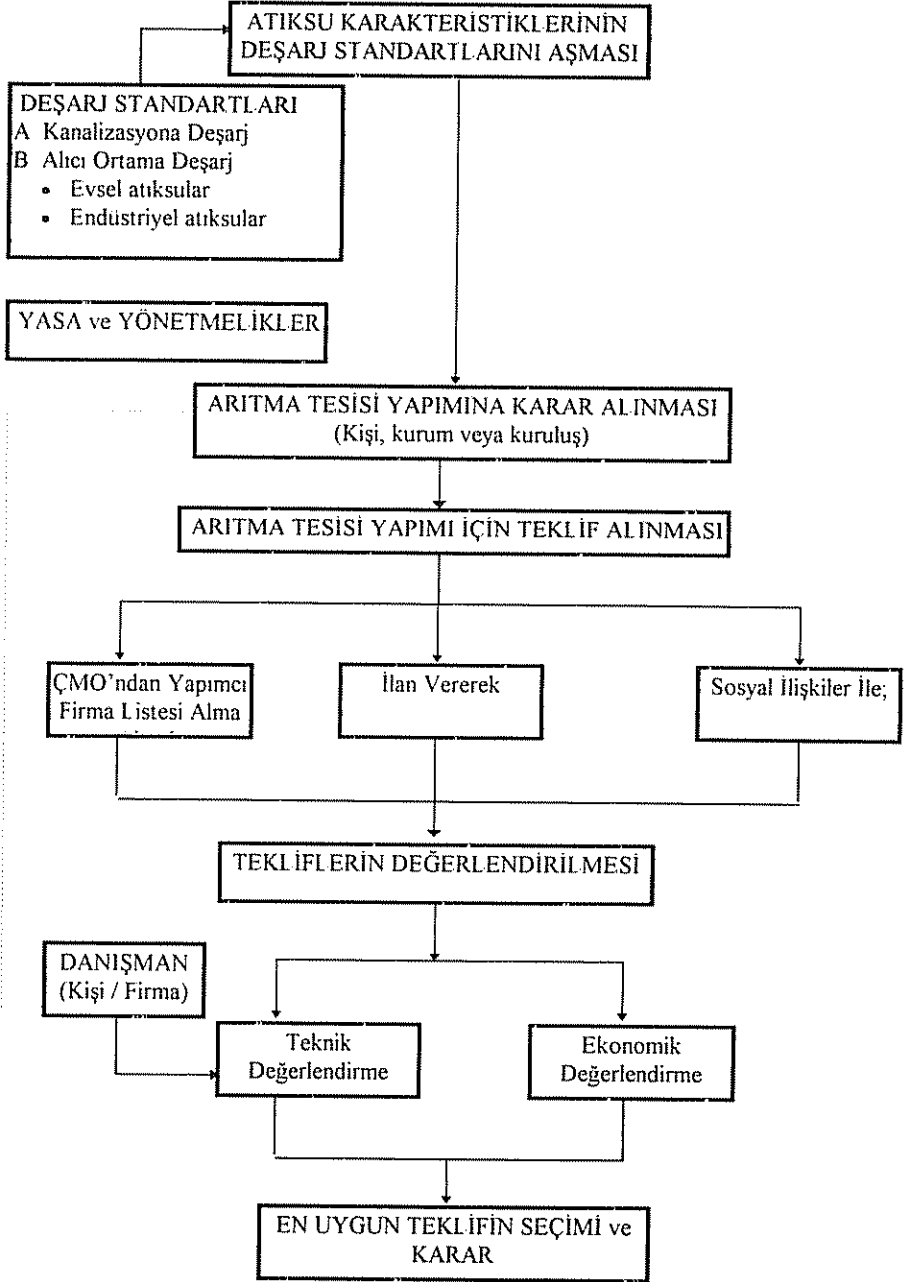 ATIKSU KARAKTERİSTİKLERİNİN
DEŞARJ STANDARTLARINI AŞMASI
DEŞARJ STANDARTLARI
A Kanalizasyona Deşarj
B Alıcı Ortama Deşarj
• Evsel atıksular
• Endüstriyel atıksular
YASA ve YÖNETMELİKLER
ARITMA TESİSİ YAPIMINA KARAR ALINMASI
(Kişi, kurum veya kuruluş)
ARITMA TESİSİ YAPIMI İÇİN TEKLİF ALINMASI
ÇMO'ndan Yapımcı
Firma Listesi Alma
İlan Vererek
Sosyal İlişkiler İle;
TEKLİFLERİN DEĞERLENDİRİLMESİ
DANIŞMAN
(Kişi / Firma)
Teknik
Değerlendirme
Ekonomik
Değerlendirme
EN UYGUN TEKLİFİN SEÇİMİ ve
KARAR